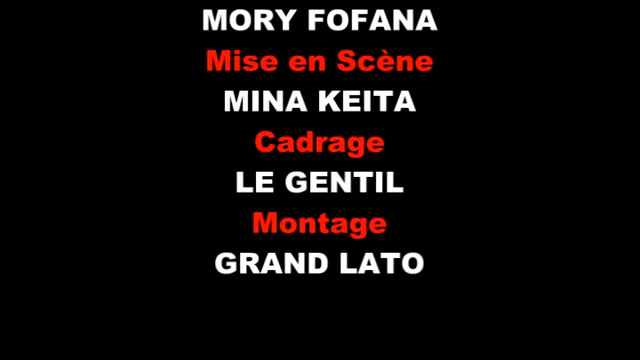 MORY FOFANA
Mise en Scène
MINA KEITA
Cadrage
LE GENTIL
Montage
GRAND LATO